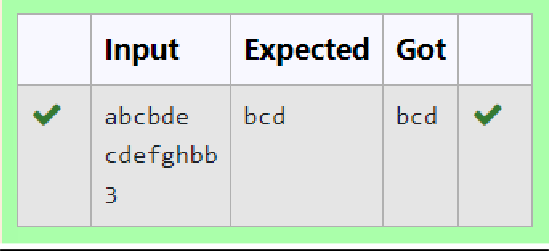 Input Expected Got
abcbde bcd bcd
cdefghbb
3